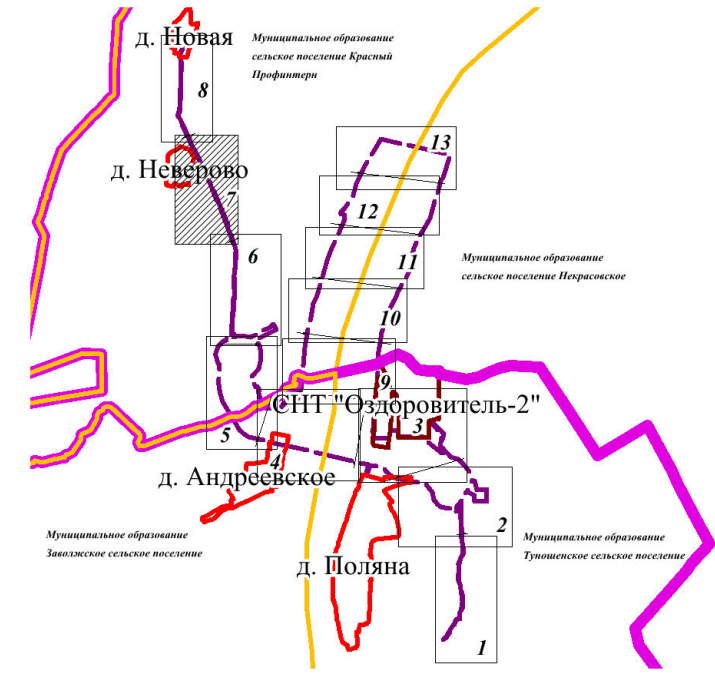 д. Новая
Муниципальное образование
сельское поселение Красный
Профинтерн
8
13
д. Неверово
7
12
6
11
Муниципальное образование
сельское поселение Некрасовское
10
9
СНТ "Оздоровитель-2"
3
5
4
д. Андреевское
2
Муниципальное образование
Заволжское сельское поселение
Муниципальное образование
Туношенское сельское поселение
д. Поляна
1